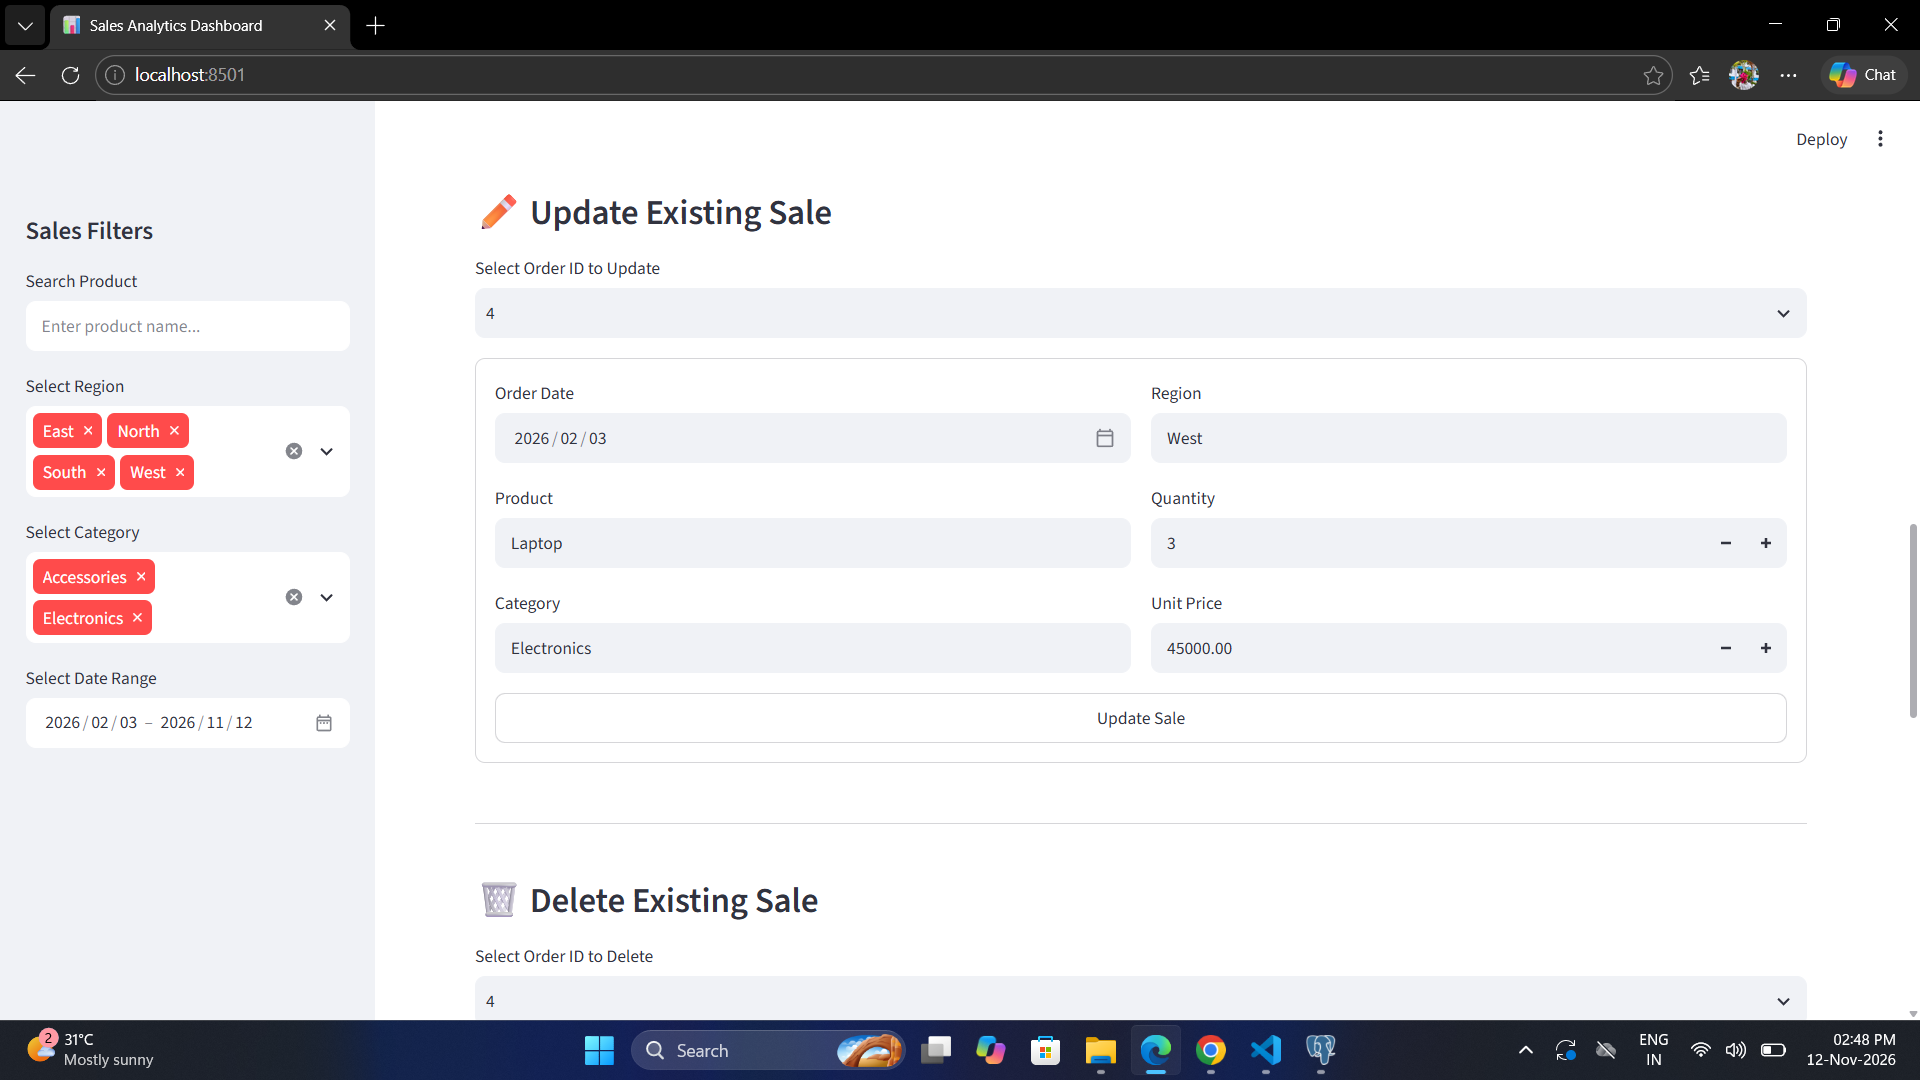 Sales Analytics Dashboard
localhost:8501
Chat
Deploy
Sales Filters
Search Product
Enter product name...
Select Region
East
North
South
West
Select Category
Accessories
Electronics
Select Date Range
2026/02/03 – 2026/11/12
Update Existing Sale
Select Order ID to Update
4
Order Date
2026/02/03
Region
West
Product
Laptop
Quantity
3
Category
Electronics
Unit Price
45000.00
Update Sale
Delete Existing Sale
Select Order ID to Delete
4
2
31°C
Mostly sunny
Search
ENG
IN
02:48 PM
12-Nov-2026